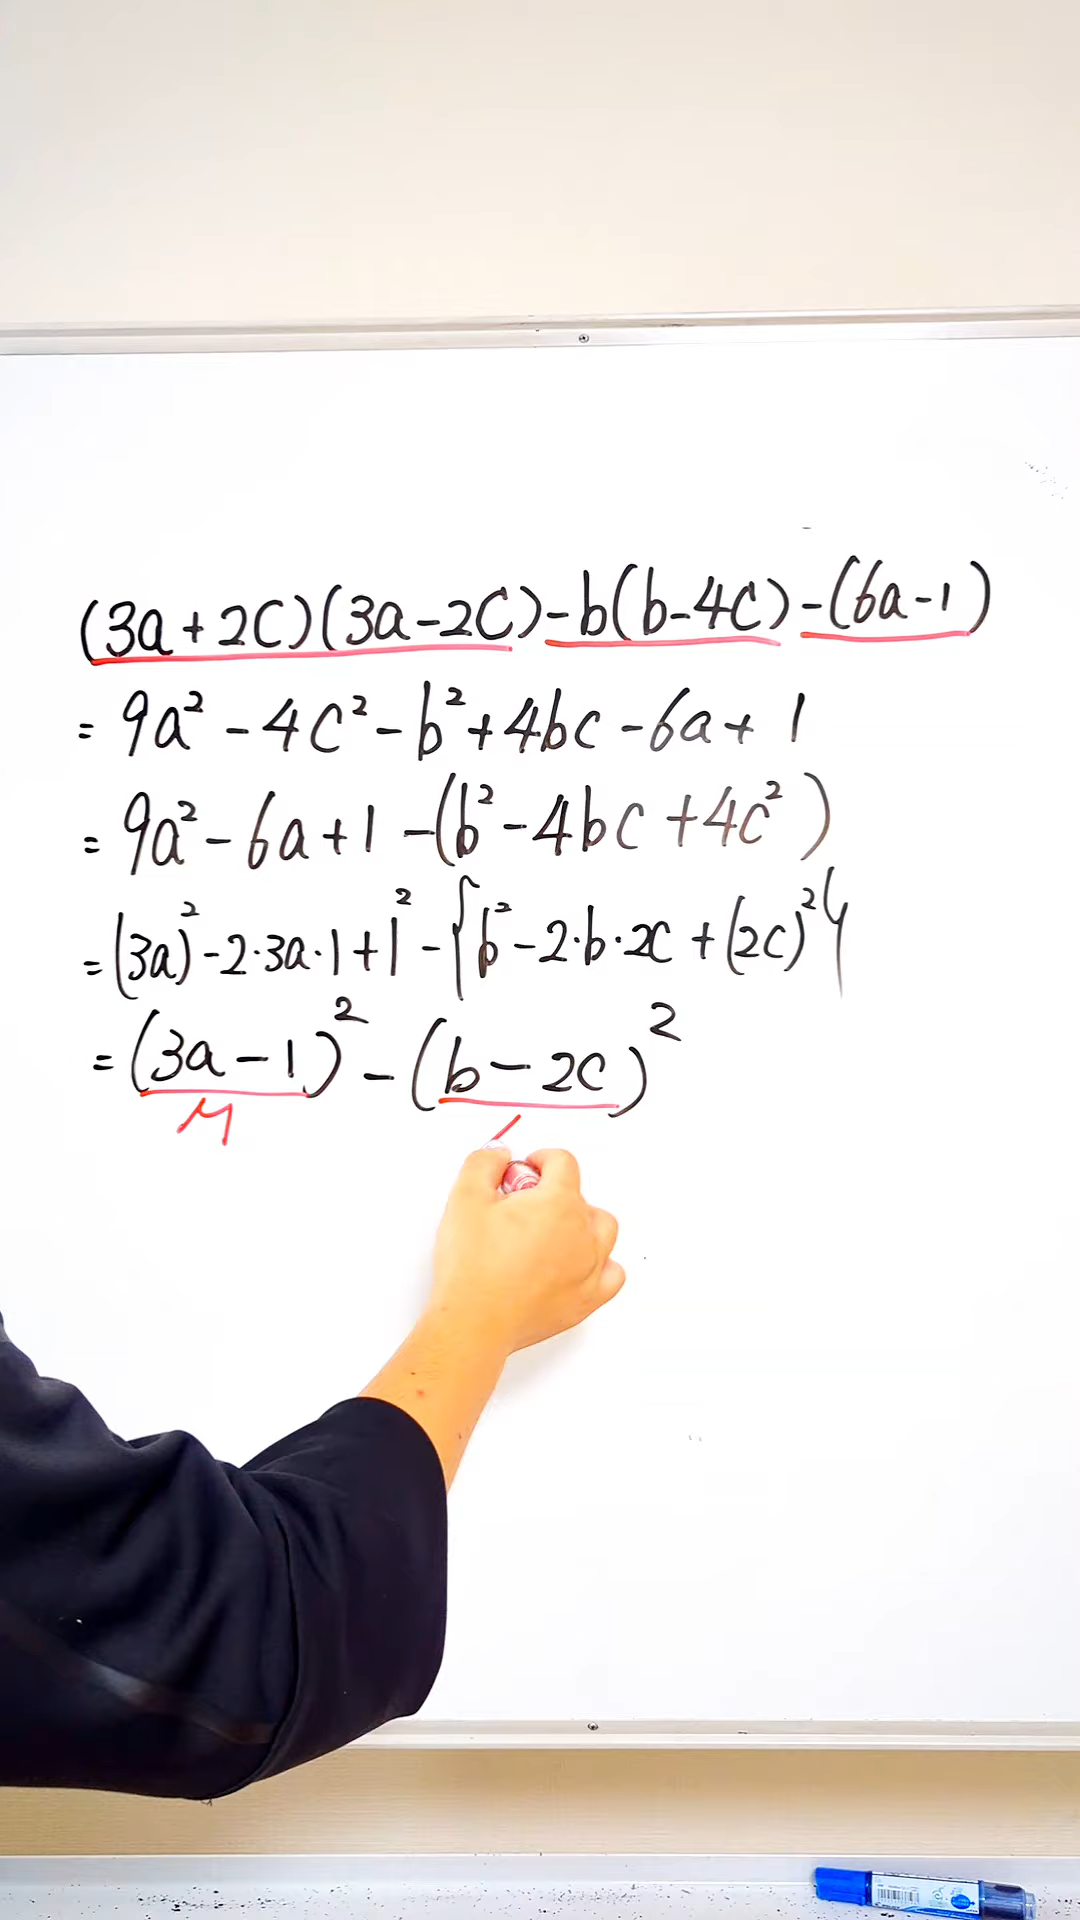 (3a+2c)(3a-2c)-b(b-4c)-(6a-1)
= 9a² - 4c² - b² + 4bc - 6a + 1
= 9a² - 6a + 1 - (b² - 4bc + 4c²)
= (3a)² - 2·3a·1 + 1² - {b² - 2·b·2c + (2c)²}
= (3a - 1)² - (b - 2c)²
M